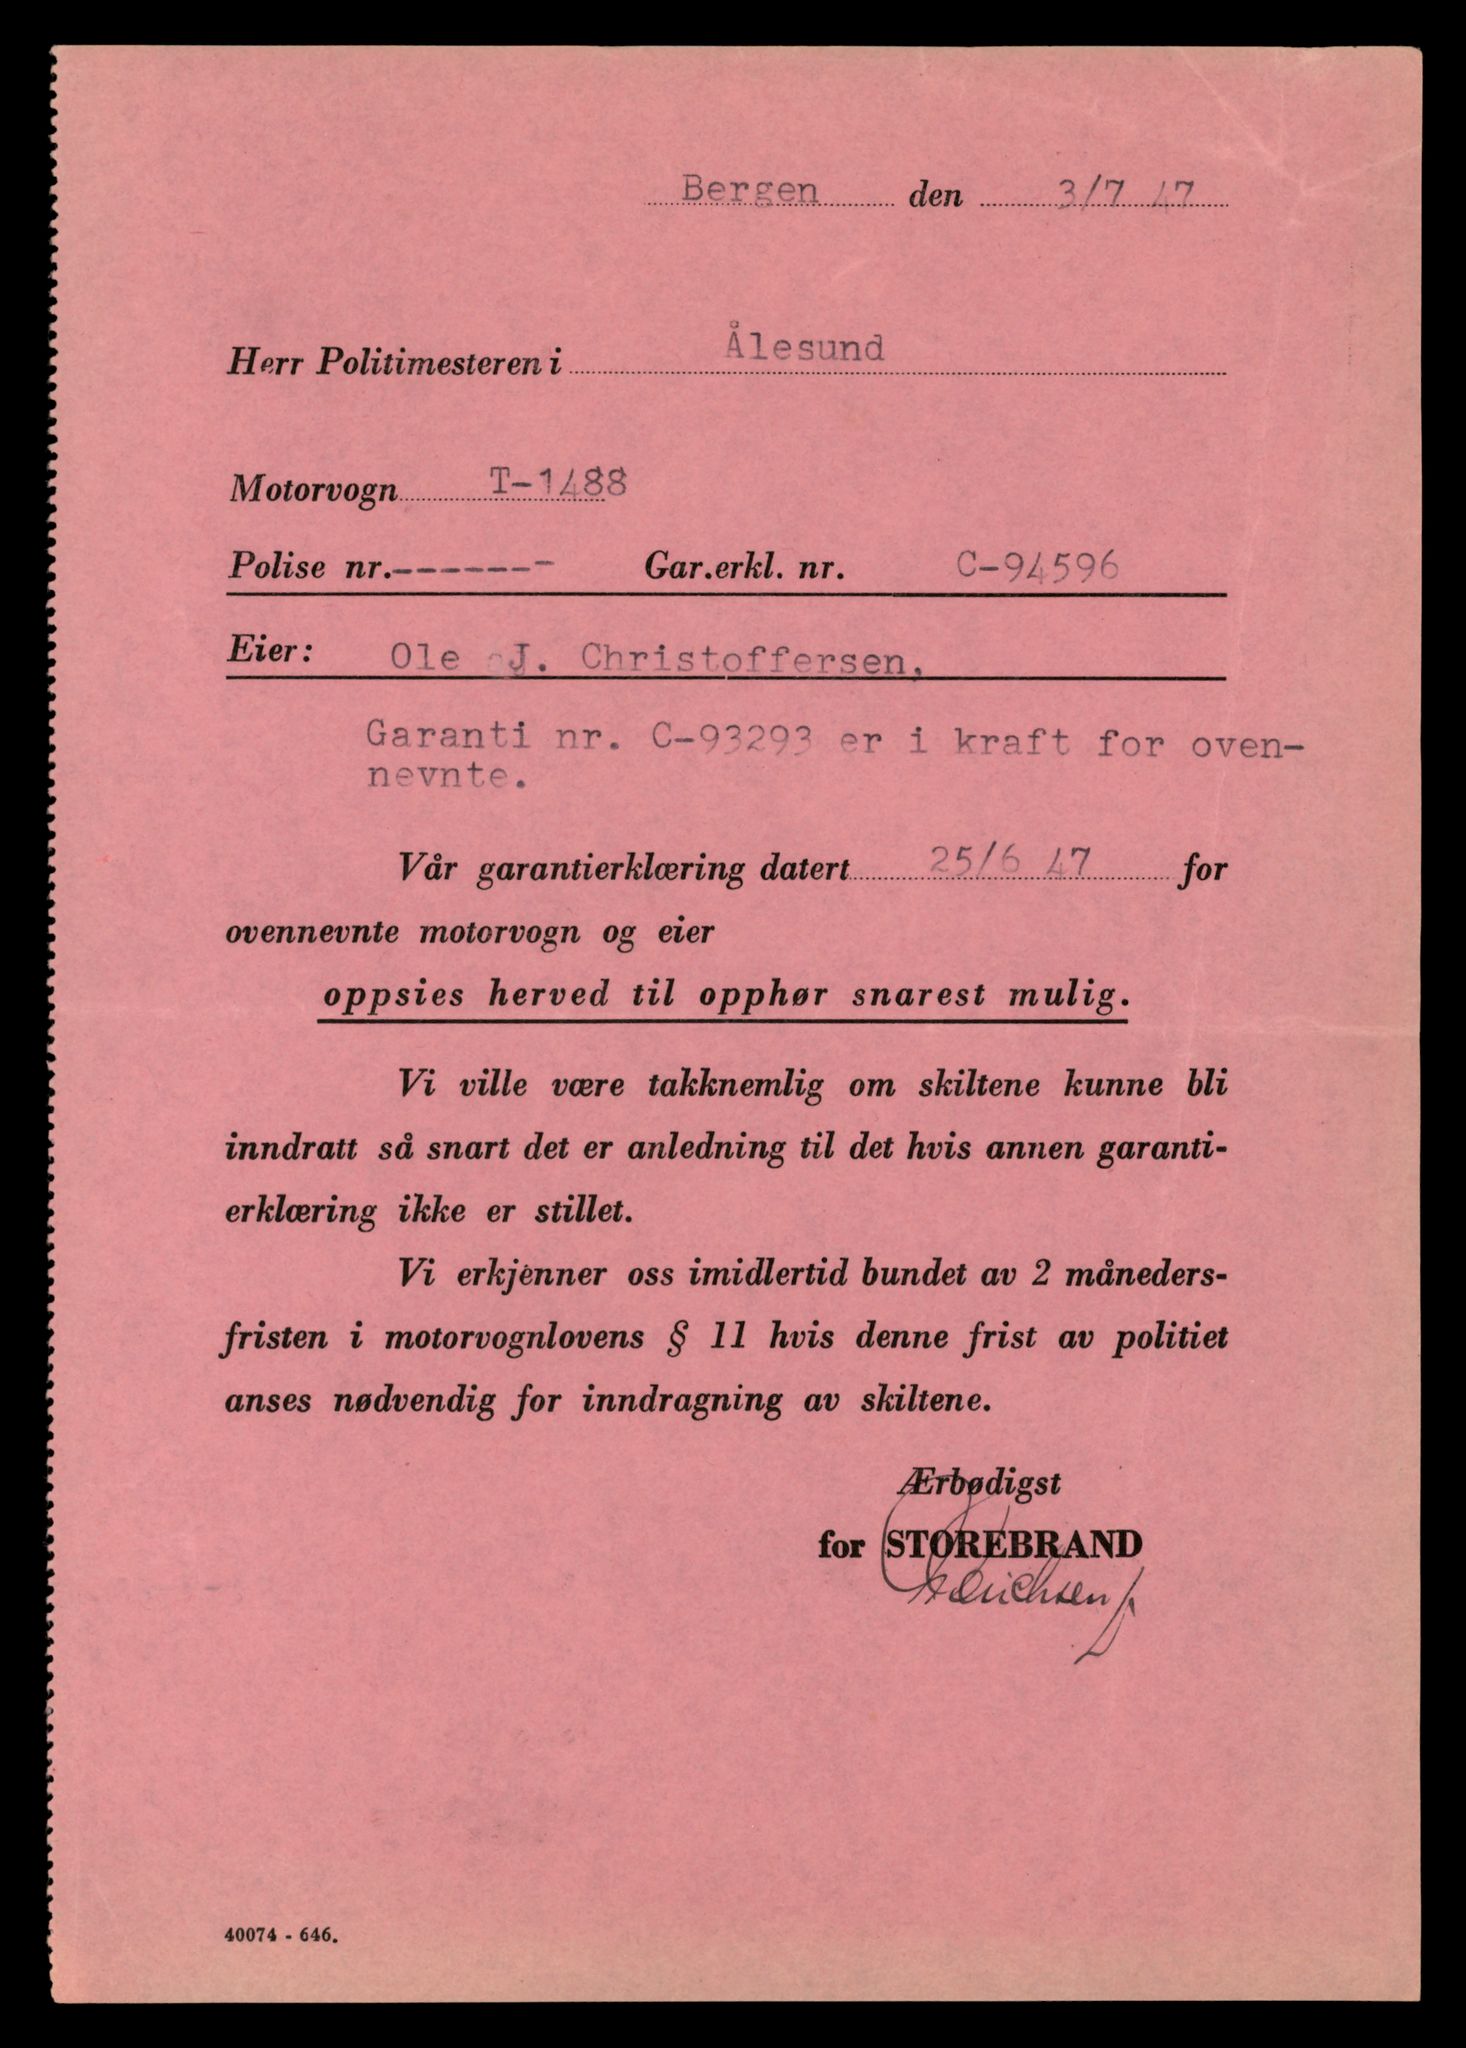 Bergen den 3/7 47
Herr Politimesteren i Ålesund
Motorvogn T-1488
Polise nr.------- Gar.erkl. nr. C-94596
Eier: Ole J. Christoffersen.
Garanti nr. C-93293 er i kraft for oven-
nevnte.
Vår garantierklæring datert 25/6 47 for
ovennevnte motorvogn og eier
oppsies herved til opphør snarest mulig.
Vi ville være takknemlig om skiltene kunne bli
inndratt så snart det er anledning til det hvis annen garanti-
erklæring ikke er stillet.
Vi erkjenner oss imidlertid bundet av 2 måneders-
fristen i motorvognlovens § 11 hvis denne frist av politiet
anses nødvendig for inndragning av skiltene.
Ærbødigst
for STOREBRAND
40074 - 646.